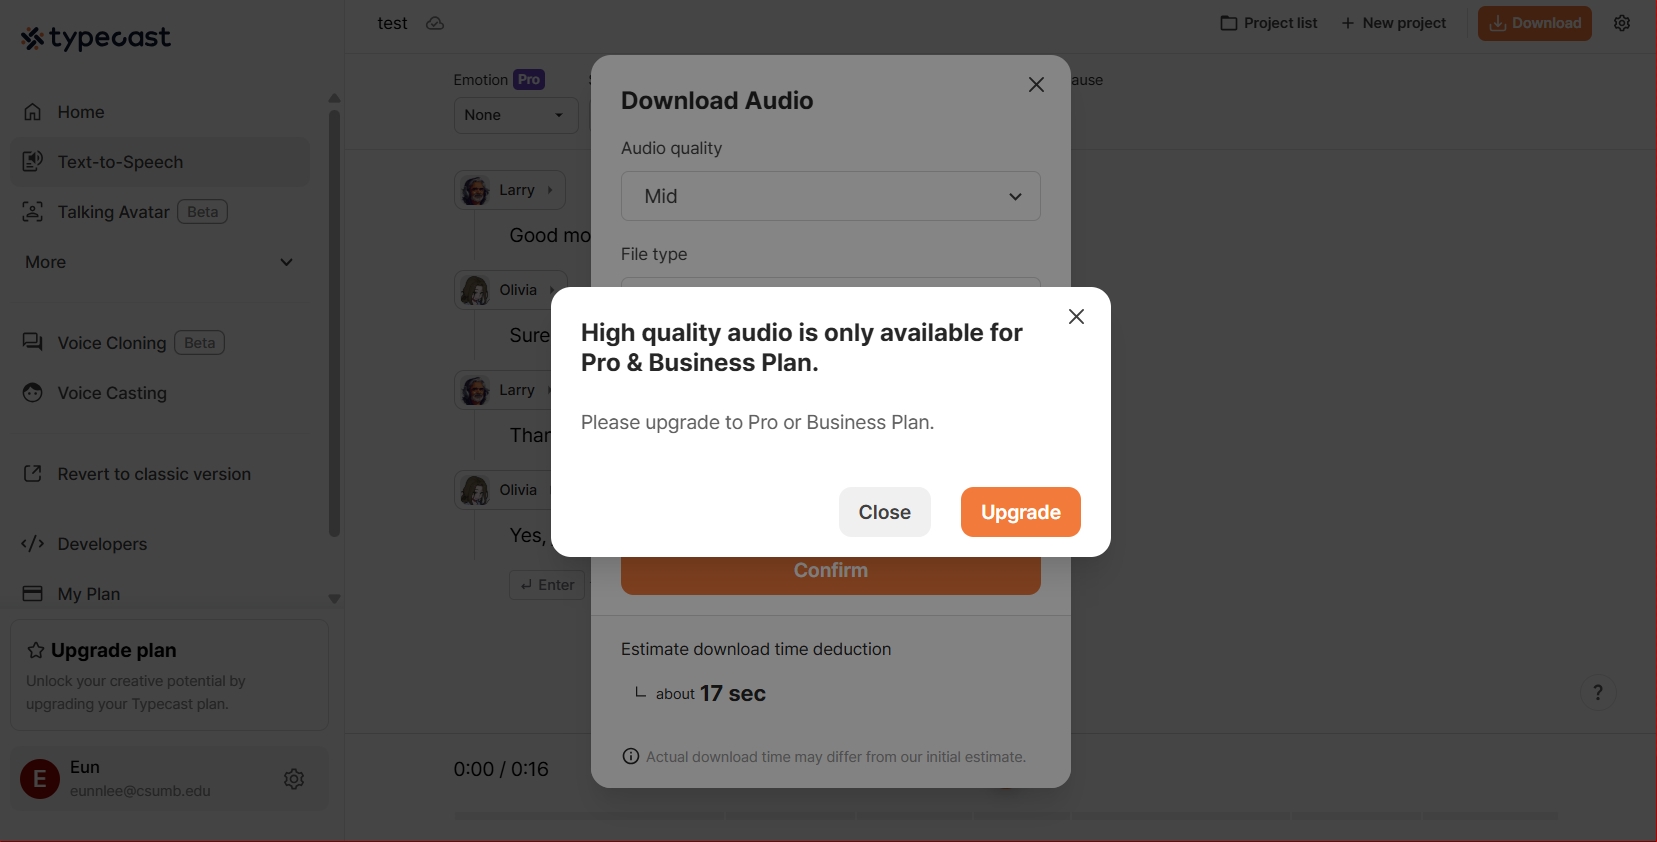 typecast
Home
Text-to-Speech
Talking Avatar Beta
More
Voice Cloning Beta
Voice Casting
Revert to classic version
</> Developers
My Plan
Upgrade plan
Unlock your creative potential by
upgrading your Typecast plan.
E
Eun
eunnlee@csumb.edu
test
Project list
+ New project
Download
Emotion Pro
ause
None
Larry
Good mo
Olivia
Sure
Larry
Than
Olivia
Yes,
Enter
Download Audio
Audio quality
Mid
File type
High quality audio is only available for
Pro & Business Plan.
Please upgrade to Pro or Business Plan.
Close
Upgrade
Confirm
Estimate download time deduction
about 17 sec
Actual download time may differ from our initial estimate.
?
0:00 / 0:16